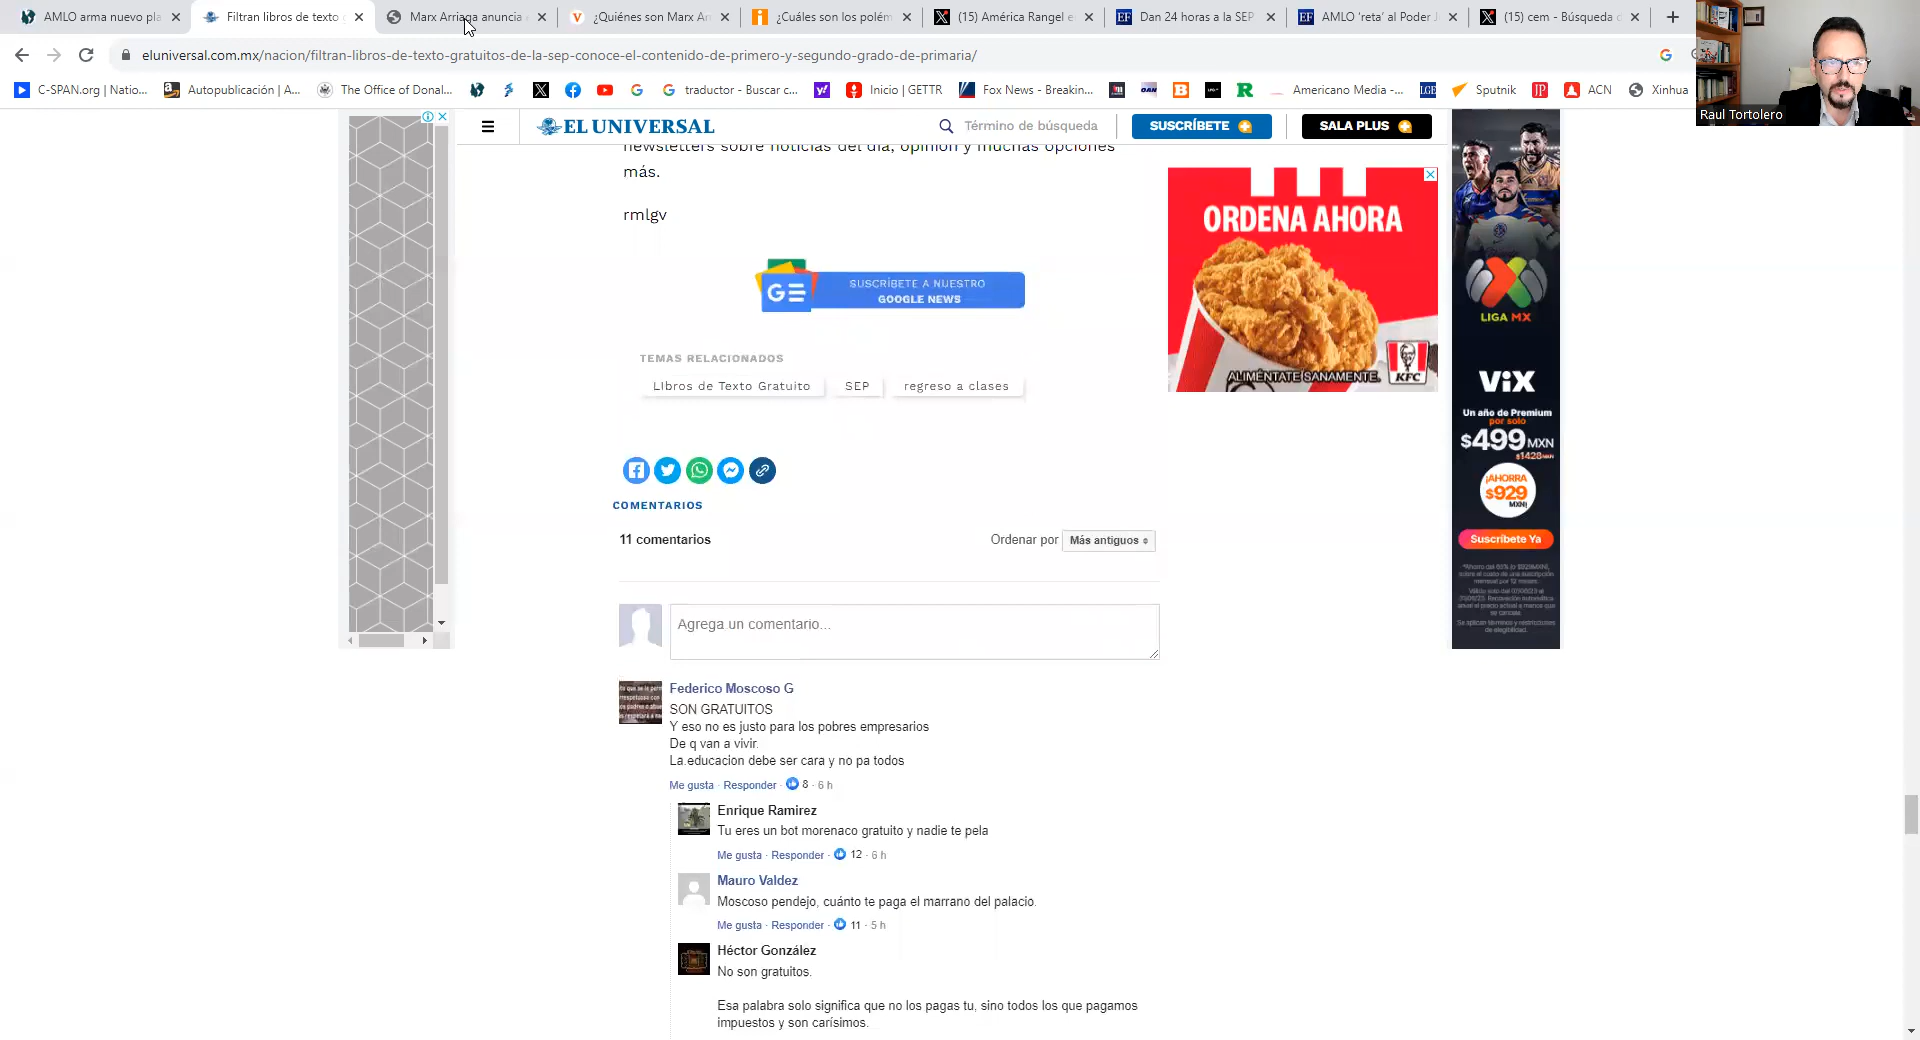 AMLO arma nuevo pla
Filtran libros de texto
Marx Arriaga anuncia
¿Quiénes son Marx Ar
¿Cuáles son los polém
(15) América Rangel e
Dan 24 horas a la SEP
AMLO 'reta' al Poder J
(15) cem - Búsqueda
eluniversal.com.mx/nacion/filtran-libros-de-texto-gratuitos-de-la-sep-conoce-el-contenido-de-primero-y-segundo-grado-de-primaria/
C-SPAN.org | Natio...
Autopublicación | A...
The Office of Donal...
traductor - Buscar c...
Inicio | GETTR
Fox News - Breakin...
OAN
Americano Media -...
LGE
Sputnik
JP
ACN
Xinhua
Raul Tortolero
EL UNIVERSAL
Término de búsqueda
SUSCRÍBETE
SALA PLUS
newsletters sobre noticias del día, opinión y muchas opciones
más.
rmlgv
SUSCRÍBETE A NUESTRO
GOOGLE NEWS
TEMAS RELACIONADOS
LIbros de Texto Gratuito
SEP
regreso a clases
COMENTARIOS
11 comentarios
Ordenar por
Más antiguos
Agrega un comentario...
Federico Moscoso G
SON GRATUITOS
Y eso no es justo para los pobres empresarios
De q van a vivir.
La educacion debe ser cara y no pa todos
Me gusta · Responder · 8 · 6 h
Enrique Ramirez
Tu eres un bot morenaco gratuito y nadie te pela
Me gusta · Responder · 12 · 6 h
Mauro Valdez
Moscoso pendejo, cuánto te paga el marrano del palacio.
Me gusta · Responder · 11 · 5 h
Héctor González
No son gratuitos.
Esa palabra solo significa que no los pagas tu, sino todos los que pagamos
impuestos y son carísimos.
ORDENA AHORA
ALIMÉNTATE SANAMENTE.
KFC
LIGA MX
ViX
Un año de Premium
por solo
$499 MXN
¡AHORRA
$929
MXN!
Suscríbete Ya